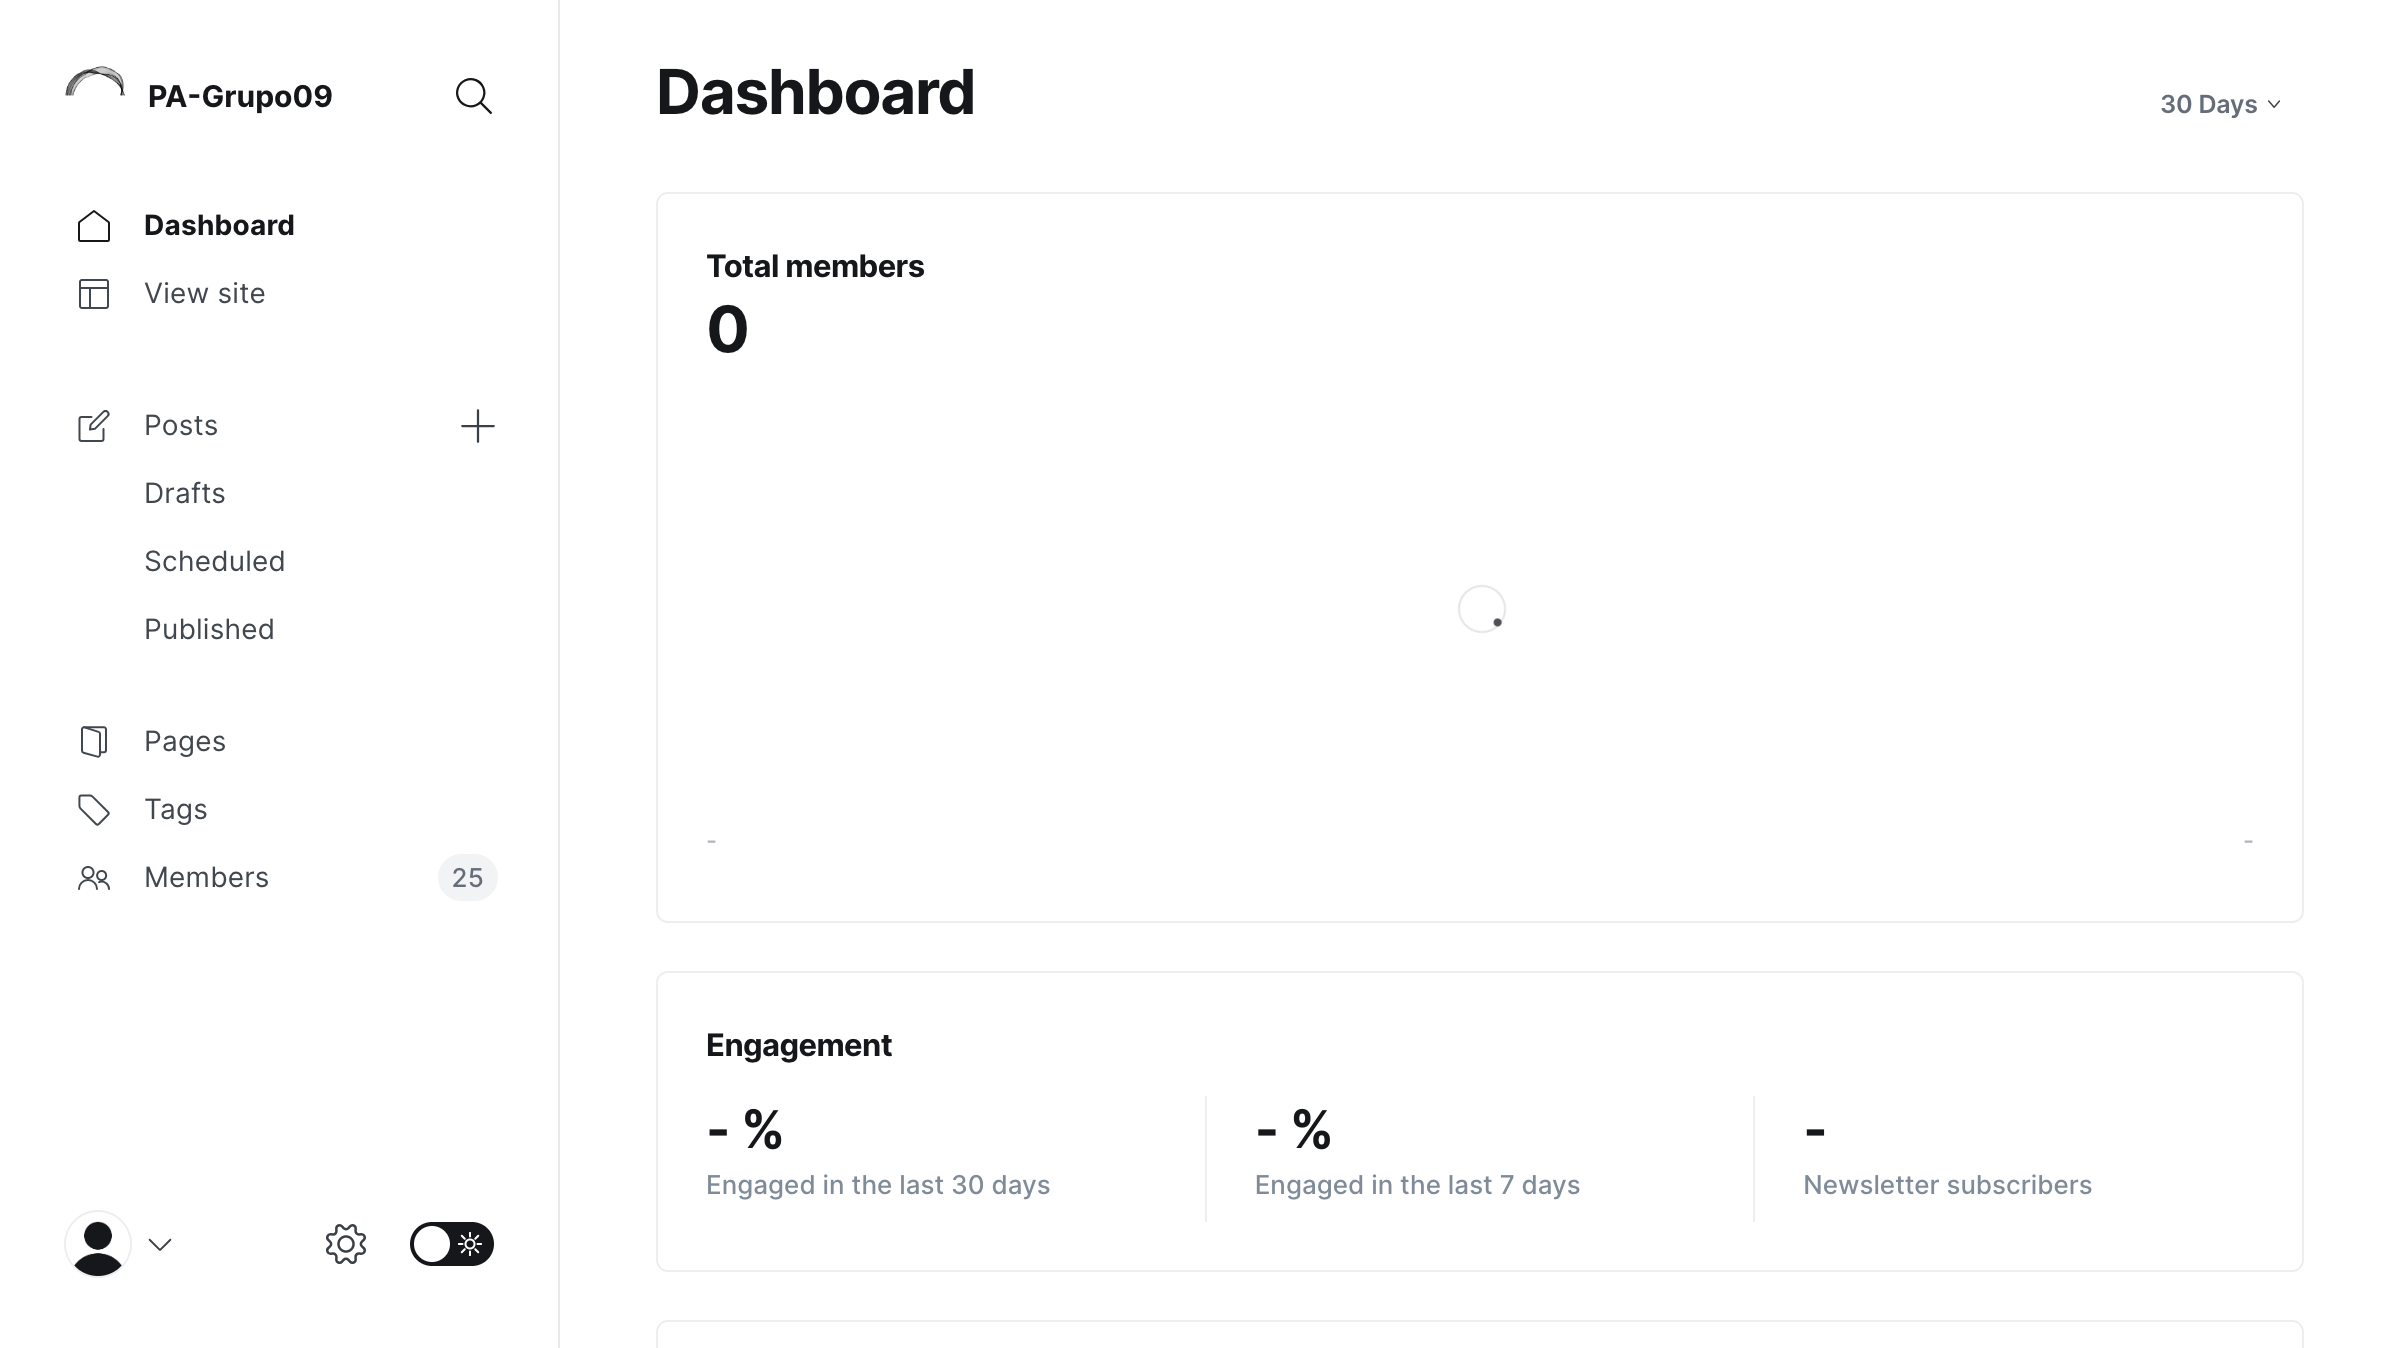 PA-Grupo09
Dashboard
View site
Posts
Drafts
Scheduled
Published
Pages
Tags
Members 25
Dashboard
30 Days
Total members
0
- -
Engagement
- % - % -
Engaged in the last 30 days Engaged in the last 7 days Newsletter subscribers